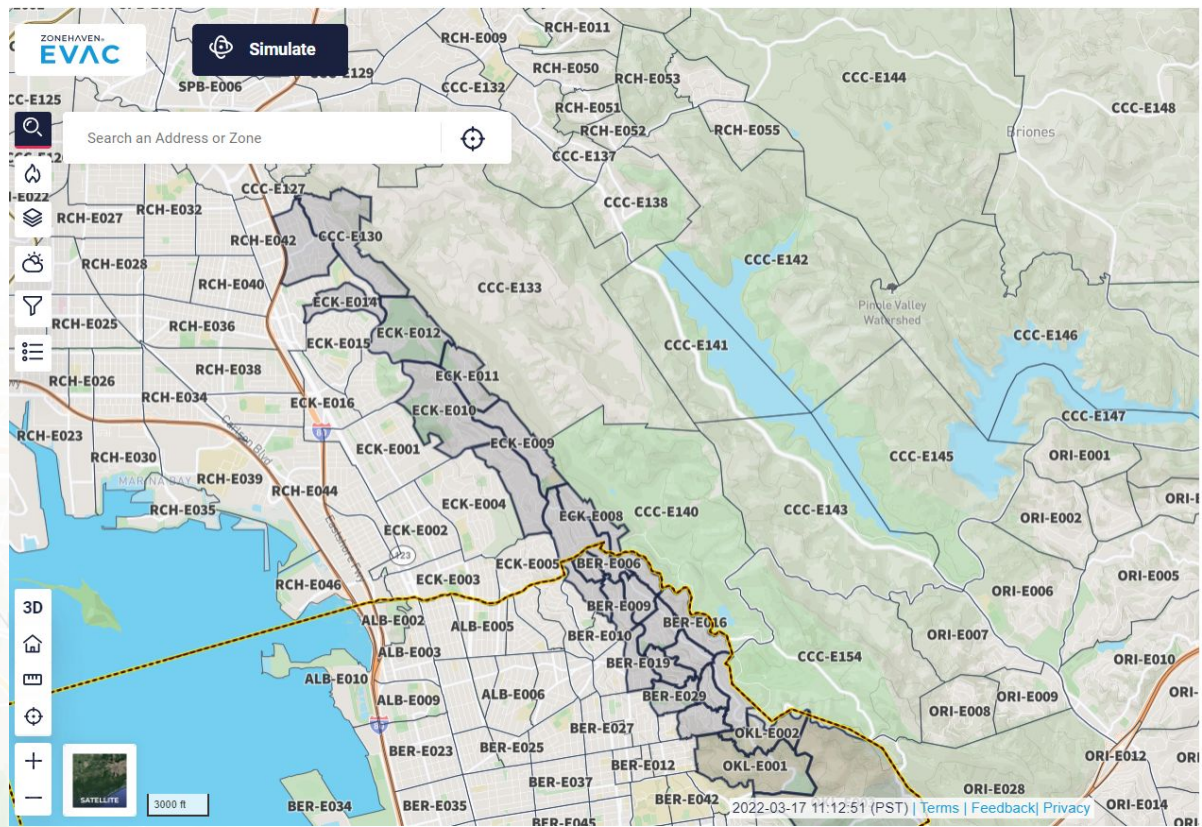 RCH-E009
RCH-E011
ZONEHAVEN
EVAC
Simulate
RCH-E050
RCH-E053
CCC-E144
SPB-E006
CCC-E132
CCC-E148
CCC-E125
RCH-E051
RCH-E052
RCH-E055
Briones
Search an Address or Zone
CCC-E137
CCC-E127
CCC-E138
RCH-E027
RCH-E032
RCH-E042
CCC-E130
RCH-E028
CCC-E142
RCH-E040
CCC-E133
ECK-E014
Pinole Valley
Watershed
RCH-E025
RCH-E036
ECK-E012
ECK-E015
CCC-E141
CCC-E146
RCH-E038
ECK-E011
RCH-E026
RCH-E034
ECK-E016
ECK-E010
CCC-E147
RCH-E023
Carlson Blvd
80
ECK-E001
ECK-E009
RCH-E030
CCC-E145
ORI-E001
MARINA BAY
RCH-E039
RCH-E044
RCH-E035
ECK-E004
ECK-E008
CCC-E140
CCC-E143
ORI-E002
ECK-E002
Eastshore Fwy
123
ECK-E005
BER-E006
RCH-E046
ECK-E003
ORI-E005
ORI-E006
3D
BER-E009
ALB-E002
ALB-E005
BER-E016
BER-E010
ORI-E007
ALB-E003
CCC-E154
BER-E019
ORI-E010
ALB-E010
ALB-E009
ALB-E006
BER-E029
ORI-E009
ORI-E008
BER-E027
OKL-E002
BER-E023
BER-E025
ORI-E012
BER-E012
OKL-E001
BER-E037
ORI-E028
SATELLITE
3000 ft
BER-E034
BER-E035
BER-E042
2022-03-17 11:12:51 (PST) | Terms | Feedback| Privacy
ORI-E014
BER-E045